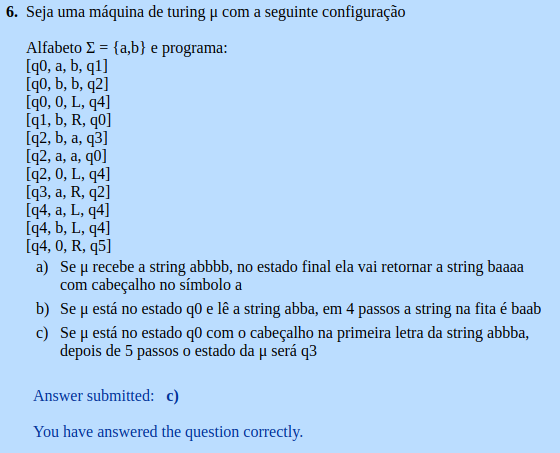 6. Seja uma máquina de turing μ com a seguinte configuração
Alfabeto Σ = {a,b} e programa:
[q0, a, b, q1]
[q0, b, b, q2]
[q0, 0, L, q4]
[q1, b, R, q0]
[q2, b, a, q3]
[q2, a, a, q0]
[q2, 0, L, q4]
[q3, a, R, q2]
[q4, a, L, q4]
[q4, b, L, q4]
[q4, 0, R, q5]
a) Se μ recebe a string abbbb, no estado final ela vai retornar a string baaaa
com cabeçalho no símbolo a
b) Se μ está no estado q0 e lê a string abba, em 4 passos a string na fita é baab
c) Se μ está no estado q0 com o cabeçalho na primeira letra da string abbba,
depois de 5 passos o estado da μ será q3
Answer submitted: c)
You have answered the question correctly.